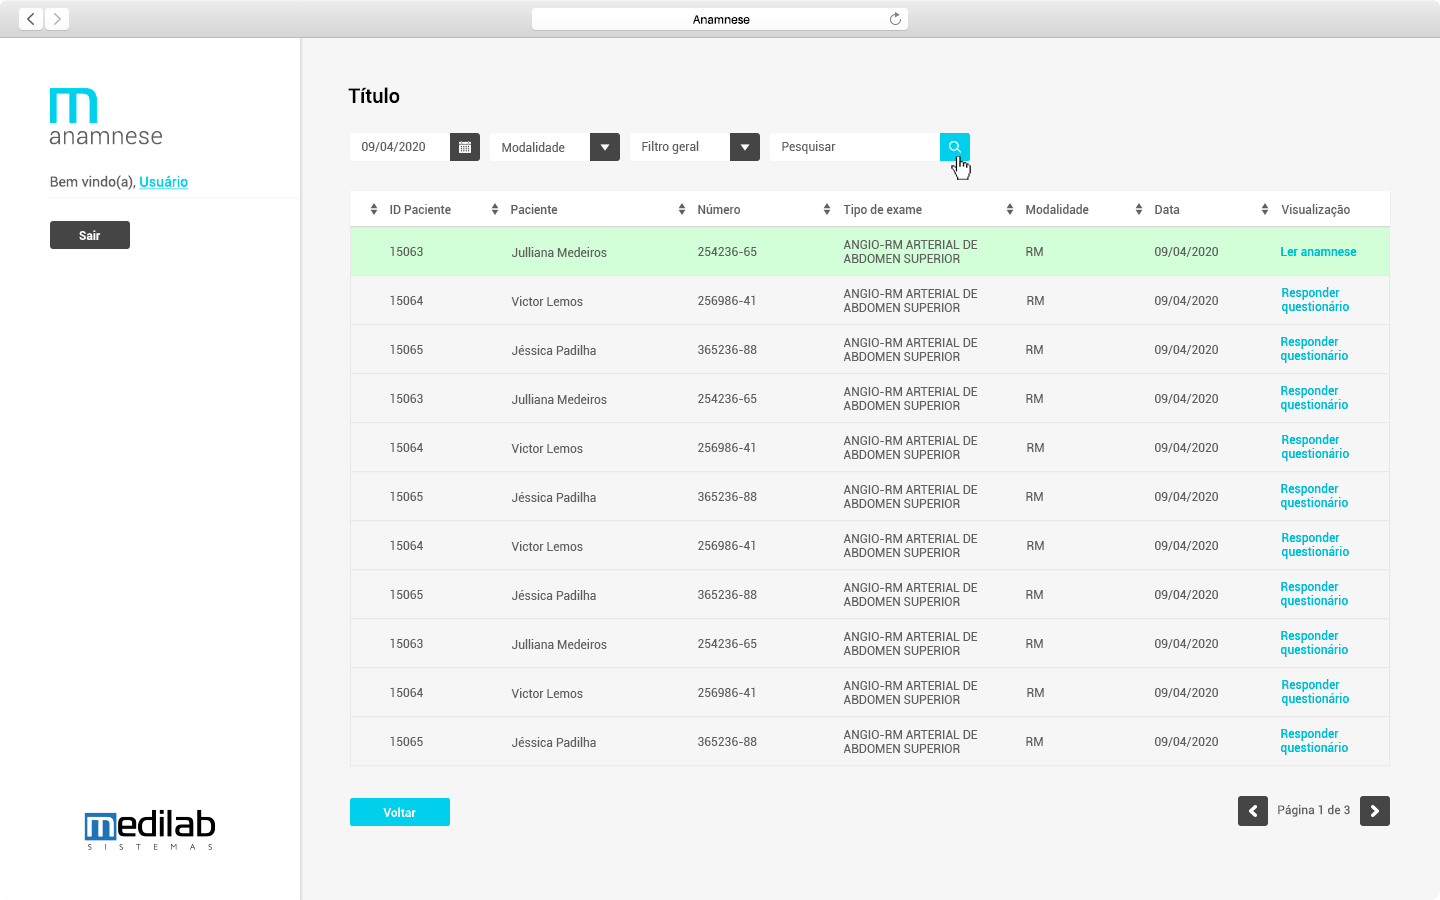 Anamnese
m
anamnese
Bem vindo(a), Usuário
Sair
Título
09/04/2020 Modalidade Filtro geral Pesquisar
ID Paciente Paciente Número Tipo de exame Modalidade Data Visualização
15063 Julliana Medeiros 254236-65 ANGIO-RM ARTERIAL DE ABDOMEN SUPERIOR RM 09/04/2020 Ler anamnese
15064 Victor Lemos 256986-41 ANGIO-RM ARTERIAL DE ABDOMEN SUPERIOR RM 09/04/2020 Responder questionário
15065 Jéssica Padilha 365236-88 ANGIO-RM ARTERIAL DE ABDOMEN SUPERIOR RM 09/04/2020 Responder questionário
15063 Julliana Medeiros 254236-65 ANGIO-RM ARTERIAL DE ABDOMEN SUPERIOR RM 09/04/2020 Responder questionário
15064 Victor Lemos 256986-41 ANGIO-RM ARTERIAL DE ABDOMEN SUPERIOR RM 09/04/2020 Responder questionário
15065 Jéssica Padilha 365236-88 ANGIO-RM ARTERIAL DE ABDOMEN SUPERIOR RM 09/04/2020 Responder questionário
15064 Victor Lemos 256986-41 ANGIO-RM ARTERIAL DE ABDOMEN SUPERIOR RM 09/04/2020 Responder questionário
15065 Jéssica Padilha 365236-88 ANGIO-RM ARTERIAL DE ABDOMEN SUPERIOR RM 09/04/2020 Responder questionário
15063 Julliana Medeiros 254236-65 ANGIO-RM ARTERIAL DE ABDOMEN SUPERIOR RM 09/04/2020 Responder questionário
15064 Victor Lemos 256986-41 ANGIO-RM ARTERIAL DE ABDOMEN SUPERIOR RM 09/04/2020 Responder questionário
15065 Jéssica Padilha 365236-88 ANGIO-RM ARTERIAL DE ABDOMEN SUPERIOR RM 09/04/2020 Responder questionário
Voltar
Página 1 de 3
medilab
SISTEMAS